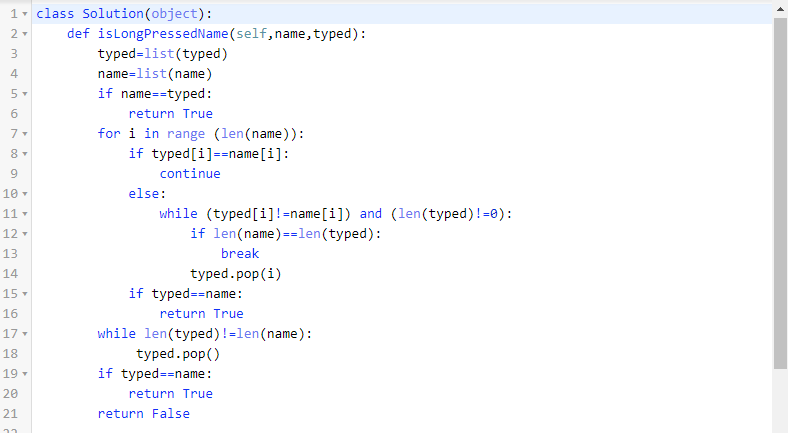 1 class Solution(object):
2 def isLongPressedName(self,name,typed):
3 typed=list(typed)
4 name=list(name)
5 if name==typed:
6 return True
7 for i in range (len(name)):
8 if typed[i]==name[i]:
9 continue
10 else:
11 while (typed[i]!=name[i]) and (len(typed)!=0):
12 if len(name)==len(typed):
13 break
14 typed.pop(i)
15 if typed==name:
16 return True
17 while len(typed)!=len(name):
18 typed.pop()
19 if typed==name:
20 return True
21 return False